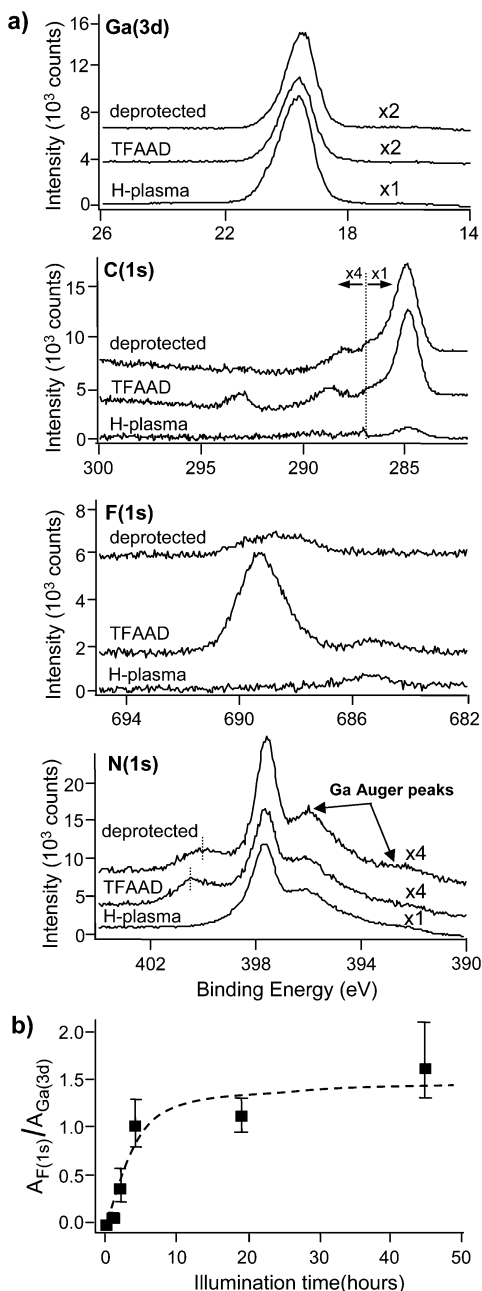 a)
Ga(3d)
Intensity (10³ counts)
16
12
8
4
0
deprotected
x2
TFAAD
x2
H-plasma
x1
26
22
18
14
C(1s)
Intensity (10³ counts)
15
10
5
0
x4
x1
deprotected
TFAAD
H-plasma
300
295
290
285
F(1s)
Intensity (10³ counts)
8
6
4
2
0
deprotected
TFAAD
H-plasma
694
689
685
682
N(1s)
Intensity (10³ counts)
20
15
10
5
0
Ga Auger peaks
deprotected
x4
TFAAD
x4
H-plasma
x1
402
398
394
390
Binding Energy (eV)
b)
A_F(1s)/A_Ga(3d)
2.0
1.5
1.0
0.5
0.0
0
10
20
30
40
50
Illumination time(hours)